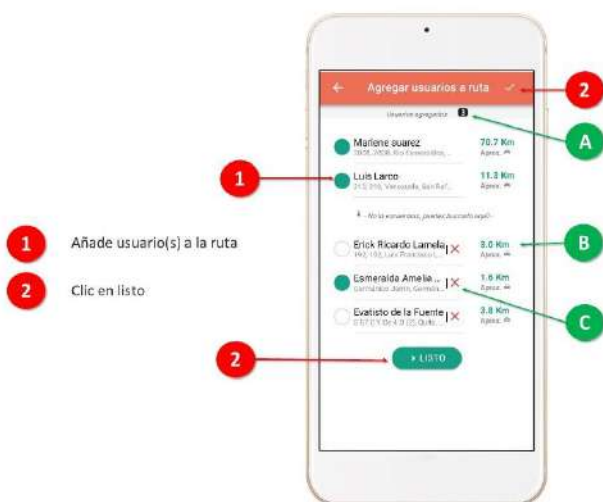 Agregar usuarios a ruta
2
Usuarios agregados
A
Marlene suarez
70.7 Km
Aprox.
Luis Larco
11.3 Km
Aprox.
1
Erick Ricardo Lamela
3.0 Km
B
Aprox.
1
Añade usuario(s) a la ruta
Esmeralda Amelia ...
1.6 Km
Aprox.
2
Clic en listo
C
Evatisto de la Fuente
3.8 Km
Aprox.
2
LISTO